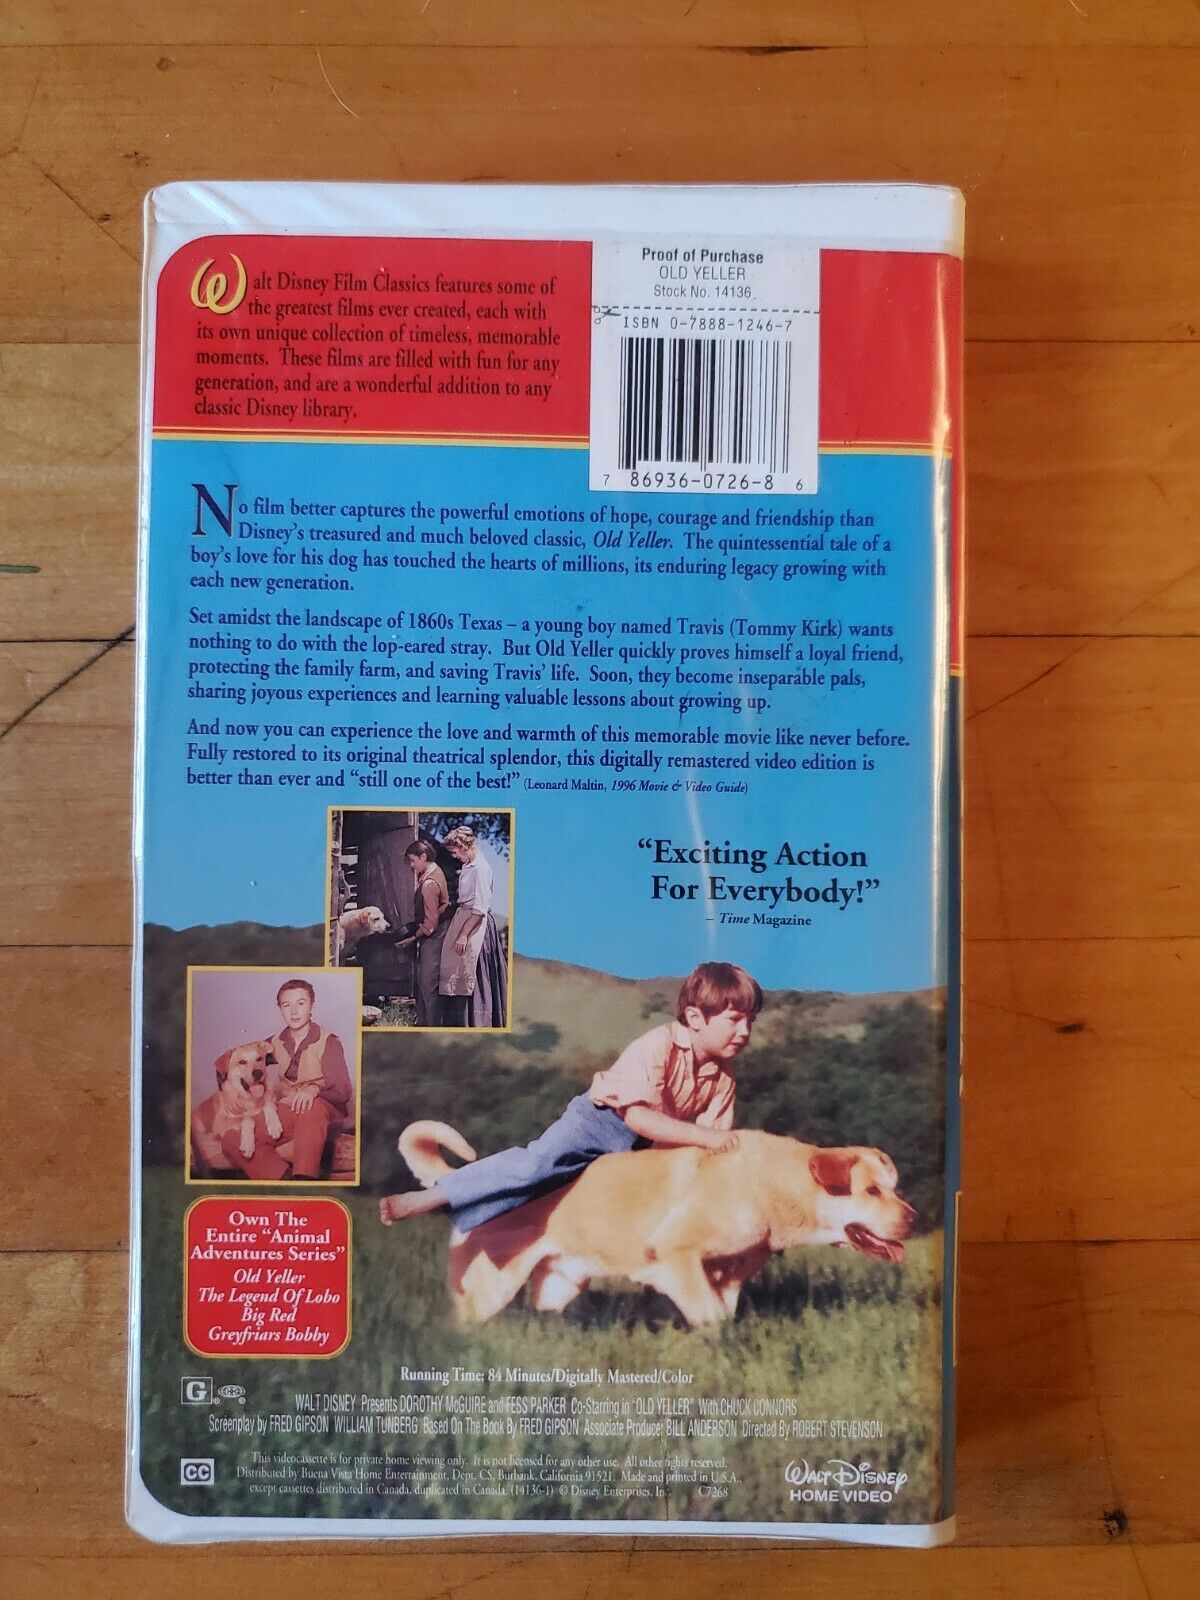 Walt Disney Film Classics features some of
the greatest films ever created, each with
its own unique collection of timeless, memorable
moments. These films are filled with fun for any
generation, and are a wonderful addition to any
classic Disney library.
Proof of Purchase
OLD YELLER
Stock No. 14136
ISBN 0-7888-1246-7
7 86936-0726-8 6
No film better captures the powerful emotions of hope, courage and friendship than
Disney's treasured and much beloved classic, Old Yeller. The quintessential tale of a
boy's love for his dog has touched the hearts of millions, its enduring legacy growing with
each new generation.
Set amidst the landscape of 1860s Texas – a young boy named Travis (Tommy Kirk) wants
nothing to do with the lop-eared stray. But Old Yeller quickly proves himself a loyal friend,
protecting the family farm, and saving Travis' life. Soon, they become inseparable pals,
sharing joyous experiences and learning valuable lessons about growing up.
And now you can experience the love and warmth of this memorable movie like never before.
Fully restored to its original theatrical splendor, this digitally remastered video edition is
better than ever and "still one of the best!" (Leonard Maltin, 1996 Movie & Video Guide)
"Exciting Action
For Everybody!"
– Time Magazine
Own The
Entire "Animal
Adventures Series"
Old Yeller
The Legend Of Lobo
Big Red
Greyfriars Bobby
Running Time: 84 Minutes/Digitally Mastered/Color
G ®
WALT DISNEY Presents DOROTHY McGUIRE and FESS PARKER Co-Starring in "OLD YELLER" With CHUCK CONNORS
Screenplay by FRED GIPSON WILLIAM TUNBERG Based On The Book By FRED GIPSON Associate Producer BILL ANDERSON Directed By ROBERT STEVENSON
CC
This videocassette is for private home viewing only. It is not licensed for any other use. All other rights reserved.
Distributed by Buena Vista Home Entertainment, Dept. CS, Burbank, California 91521. Made and printed in U.S.A.,
except cassettes distributed in Canada, duplicated in Canada. (14136-1) © Disney Enterprises, Inc. C7268
WALT DISNEY
HOME VIDEO